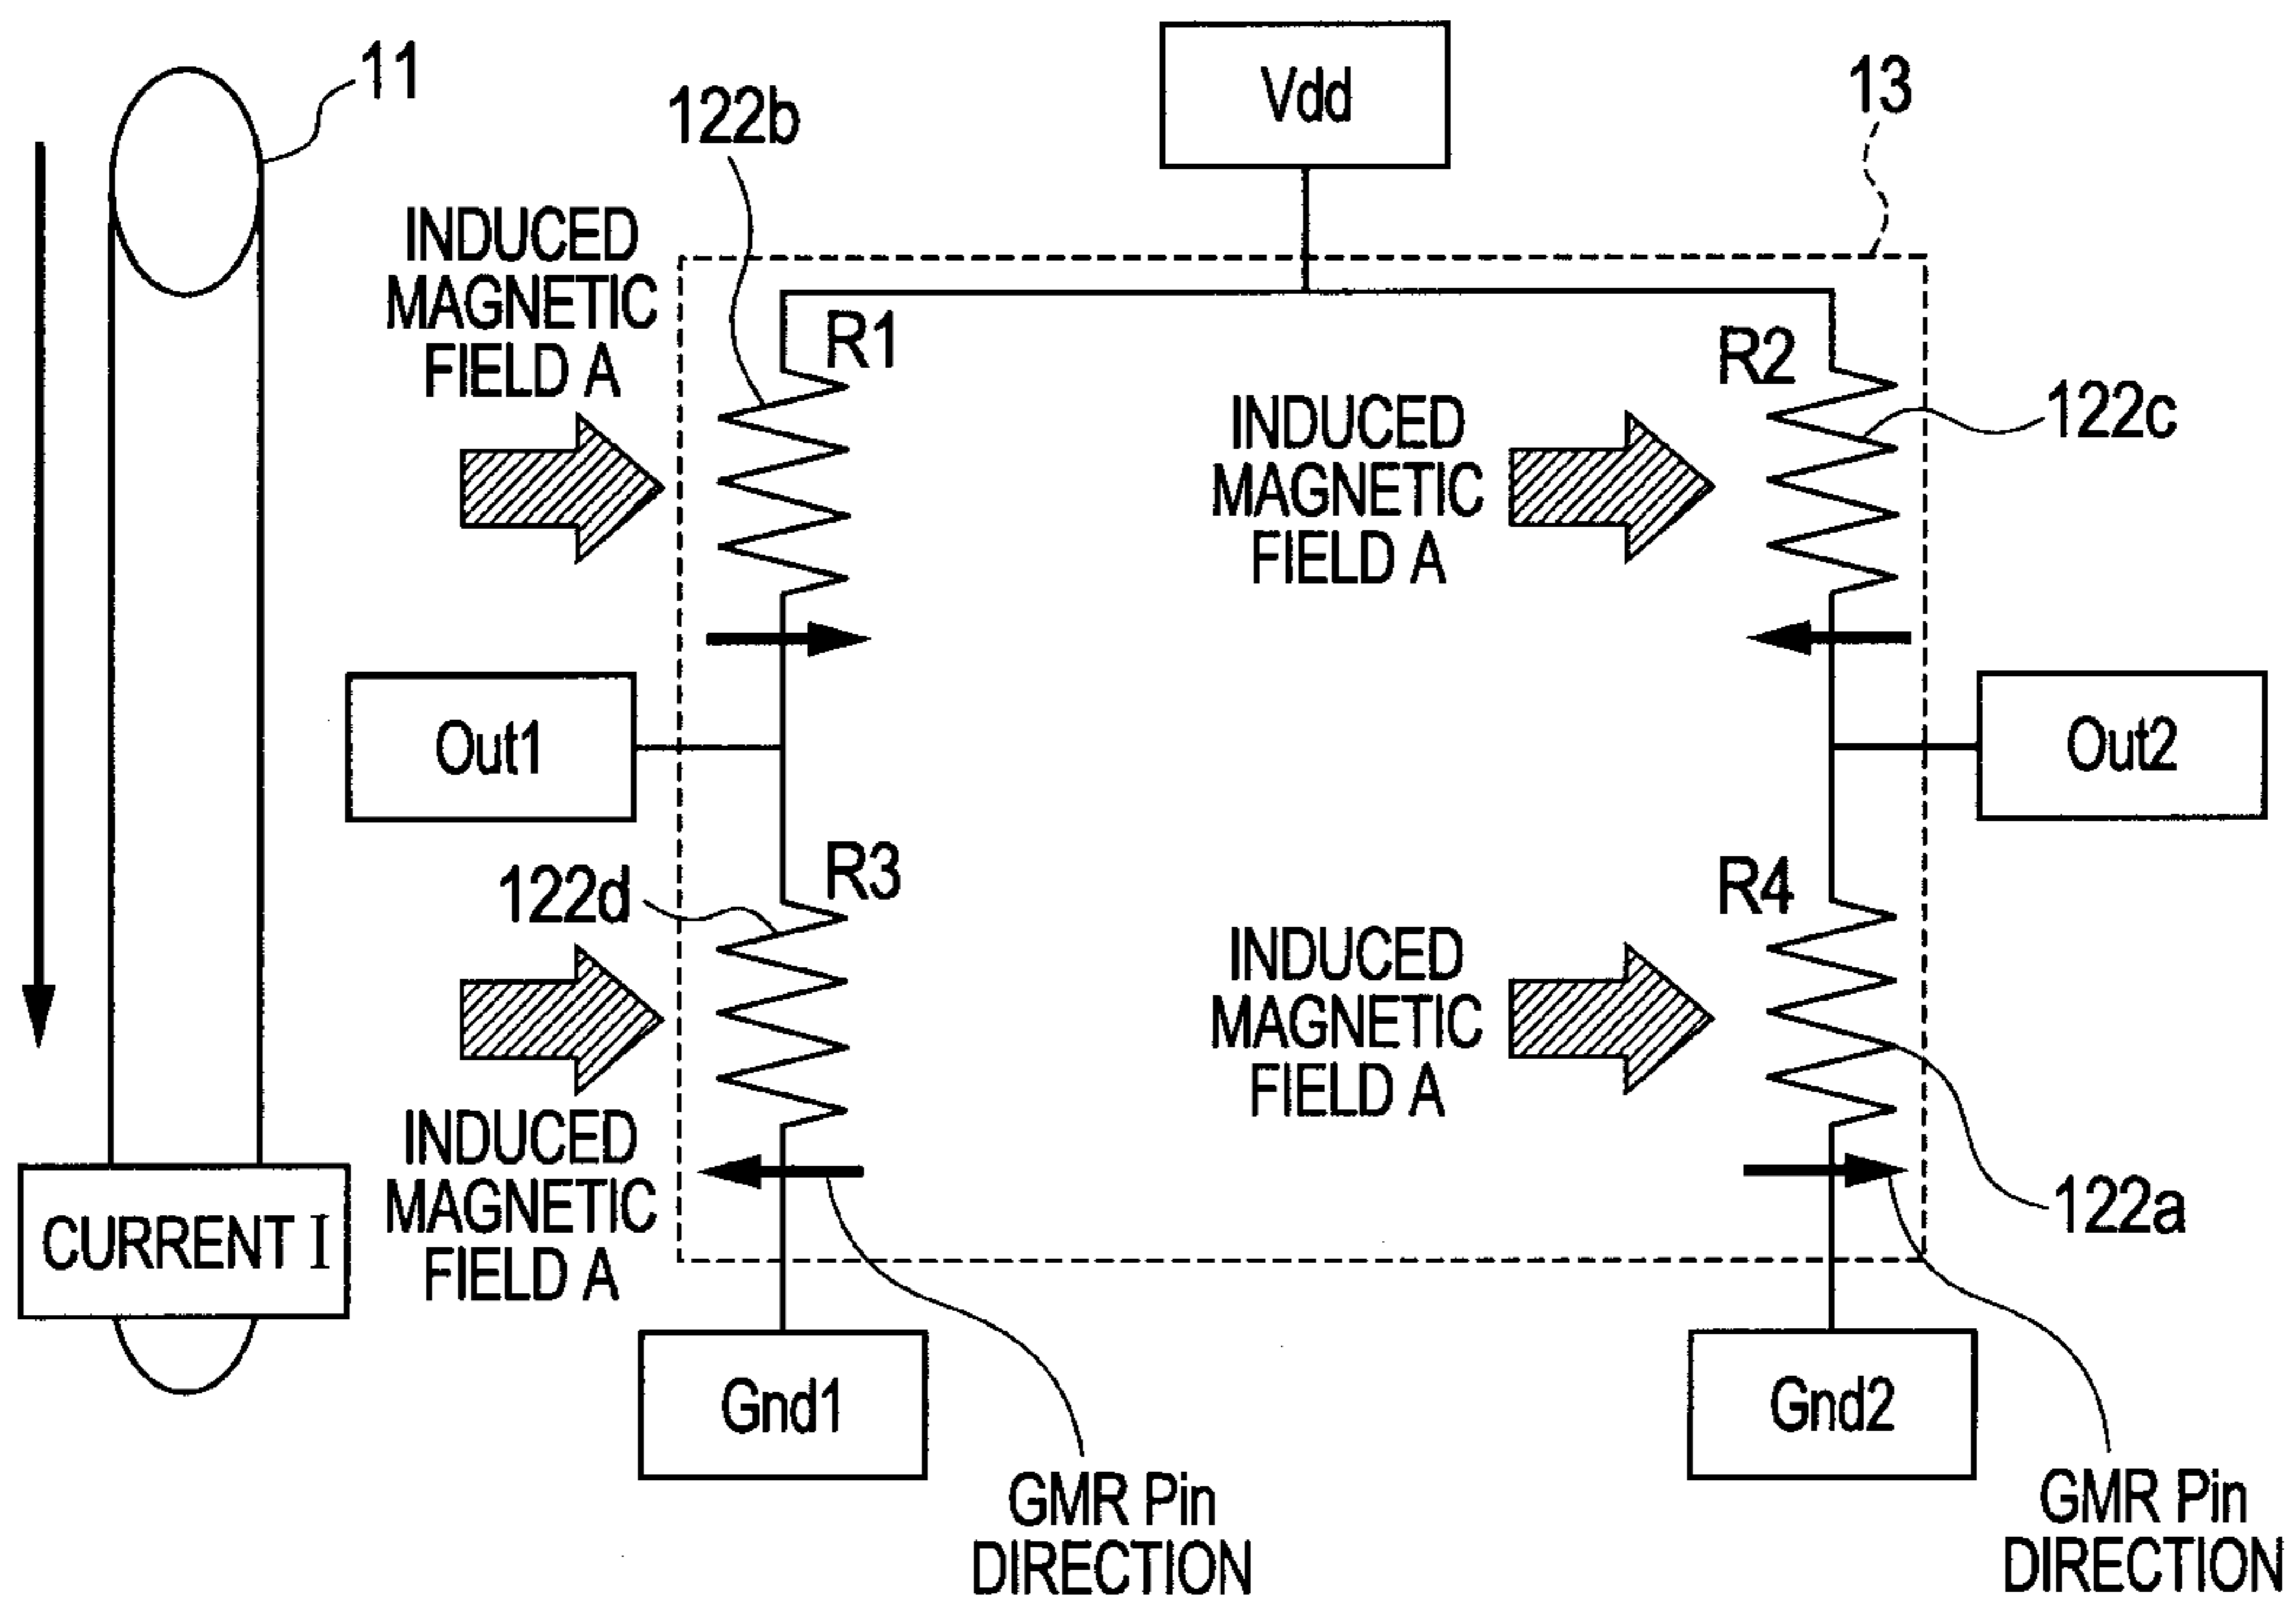 11
Vdd
13
122b
INDUCED
MAGNETIC
FIELD A
R1
R2
122c
INDUCED
MAGNETIC
FIELD A
Out1
Out2
R3
R4
122d
INDUCED
MAGNETIC
FIELD A
INDUCED
MAGNETIC
FIELD A
122a
CURRENT I
Gnd1
Gnd2
GMR Pin
DIRECTION
GMR Pin
DIRECTION